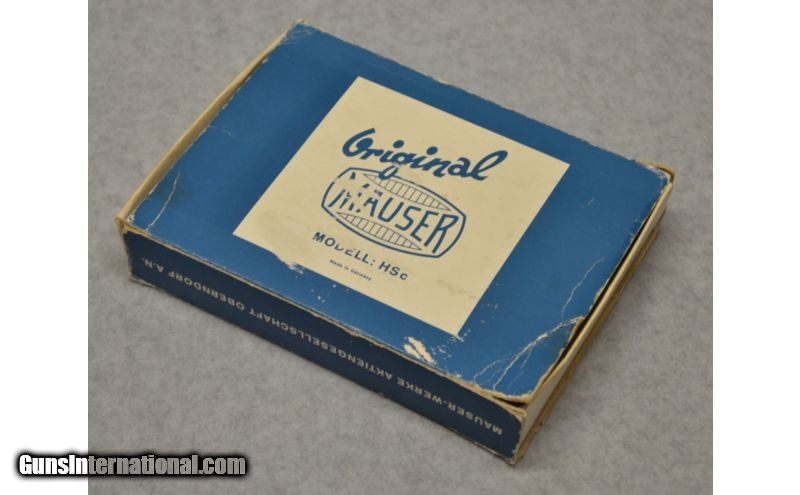 Original
MAUSER
MODELL: HSc
Made in Germany
MAUSER-WERKE AKTIENGESELLSCHAFT OBERNDORF A.N.
GunsInternational.com